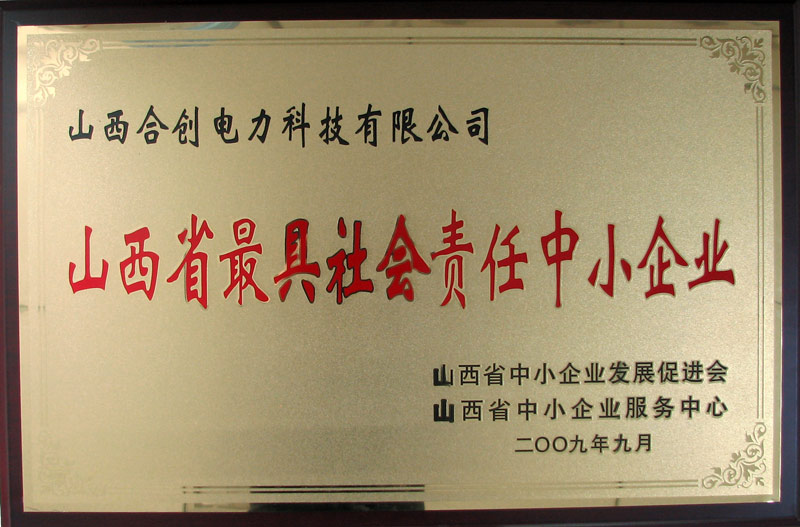 山西合创电力科技有限公司
山西省最具社会责任中小企业
山西省中小企业发展促进会
山西省中小企业服务中心
二〇〇九年九月